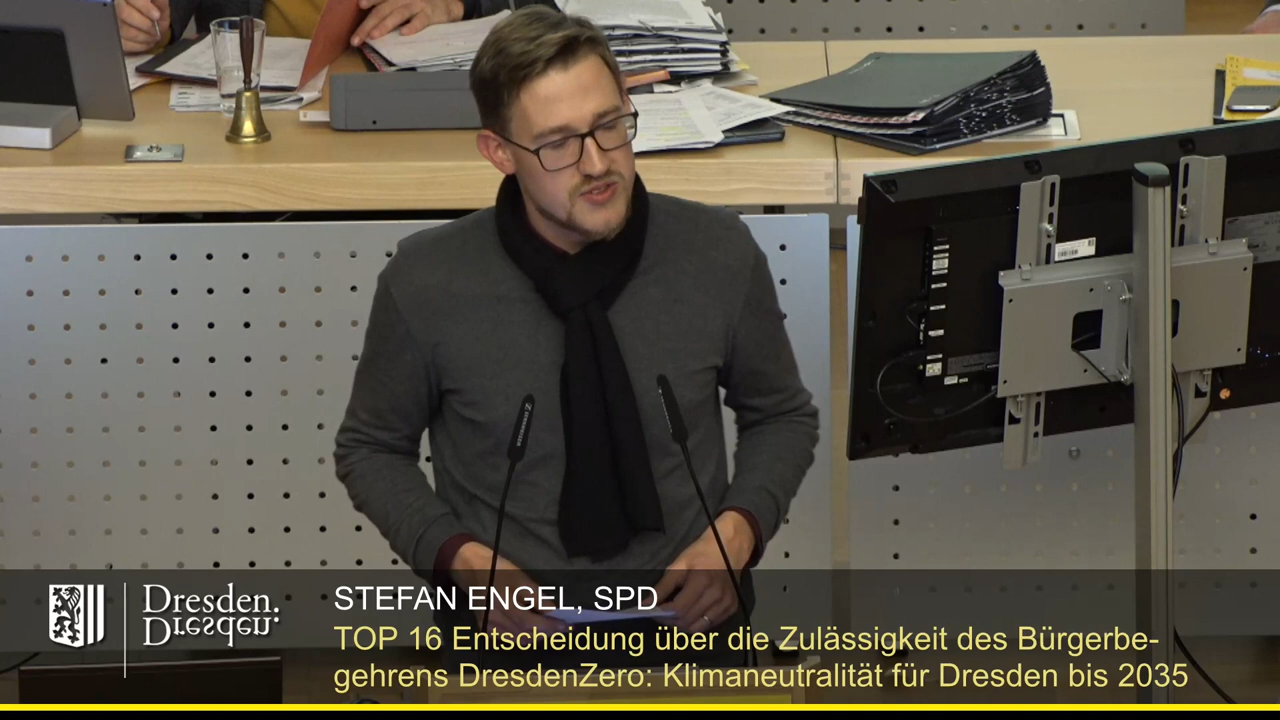 STEFAN ENGEL, SPD
Dresden.
Dresden.
TOP 16 Entscheidung über die Zulässigkeit des Bürgerbe-
gehrens DresdenZero: Klimaneutralität für Dresden bis 2035